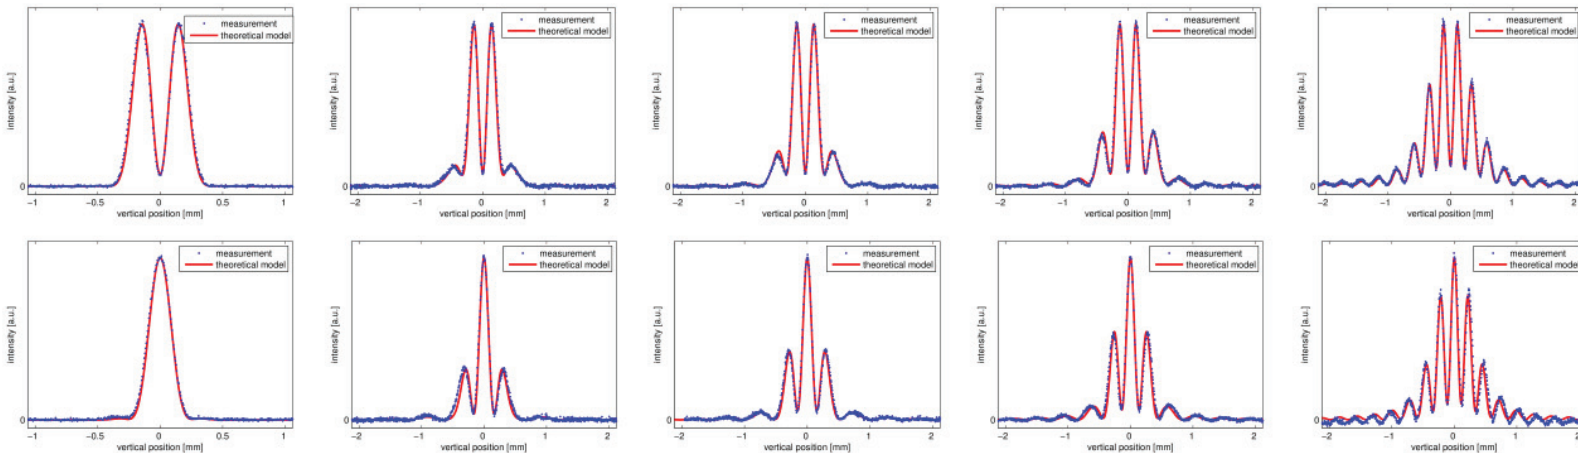 measurement
theoretical model
intensity [a.u.]
0
−1 −0.5 0 0.5 1
vertical position [mm]
measurement
theoretical model
intensity [a.u.]
0
−2 −1 0 1 2
vertical position [mm]
measurement
theoretical model
intensity [a.u.]
0
−2 −1 0 1 2
vertical position [mm]
measurement
theoretical model
intensity [a.u.]
0
−2 −1 0 1 2
vertical position [mm]
measurement
theoretical model
intensity [a.u.]
0
−2 −1 0 1 2
vertical position [mm]
measurement
theoretical model
intensity [a.u.]
0
−1 −0.5 0 0.5 1
vertical position [mm]
measurement
theoretical model
intensity [a.u.]
0
−2 −1 0 1 2
vertical position [mm]
measurement
theoretical model
intensity [a.u.]
0
−2 −1 0 1 2
vertical position [mm]
measurement
theoretical model
intensity [a.u.]
0
−2 −1 0 1 2
vertical position [mm]
measurement
theoretical model
intensity [a.u.]
0
−2 −1 0 1 2
vertical position [mm]